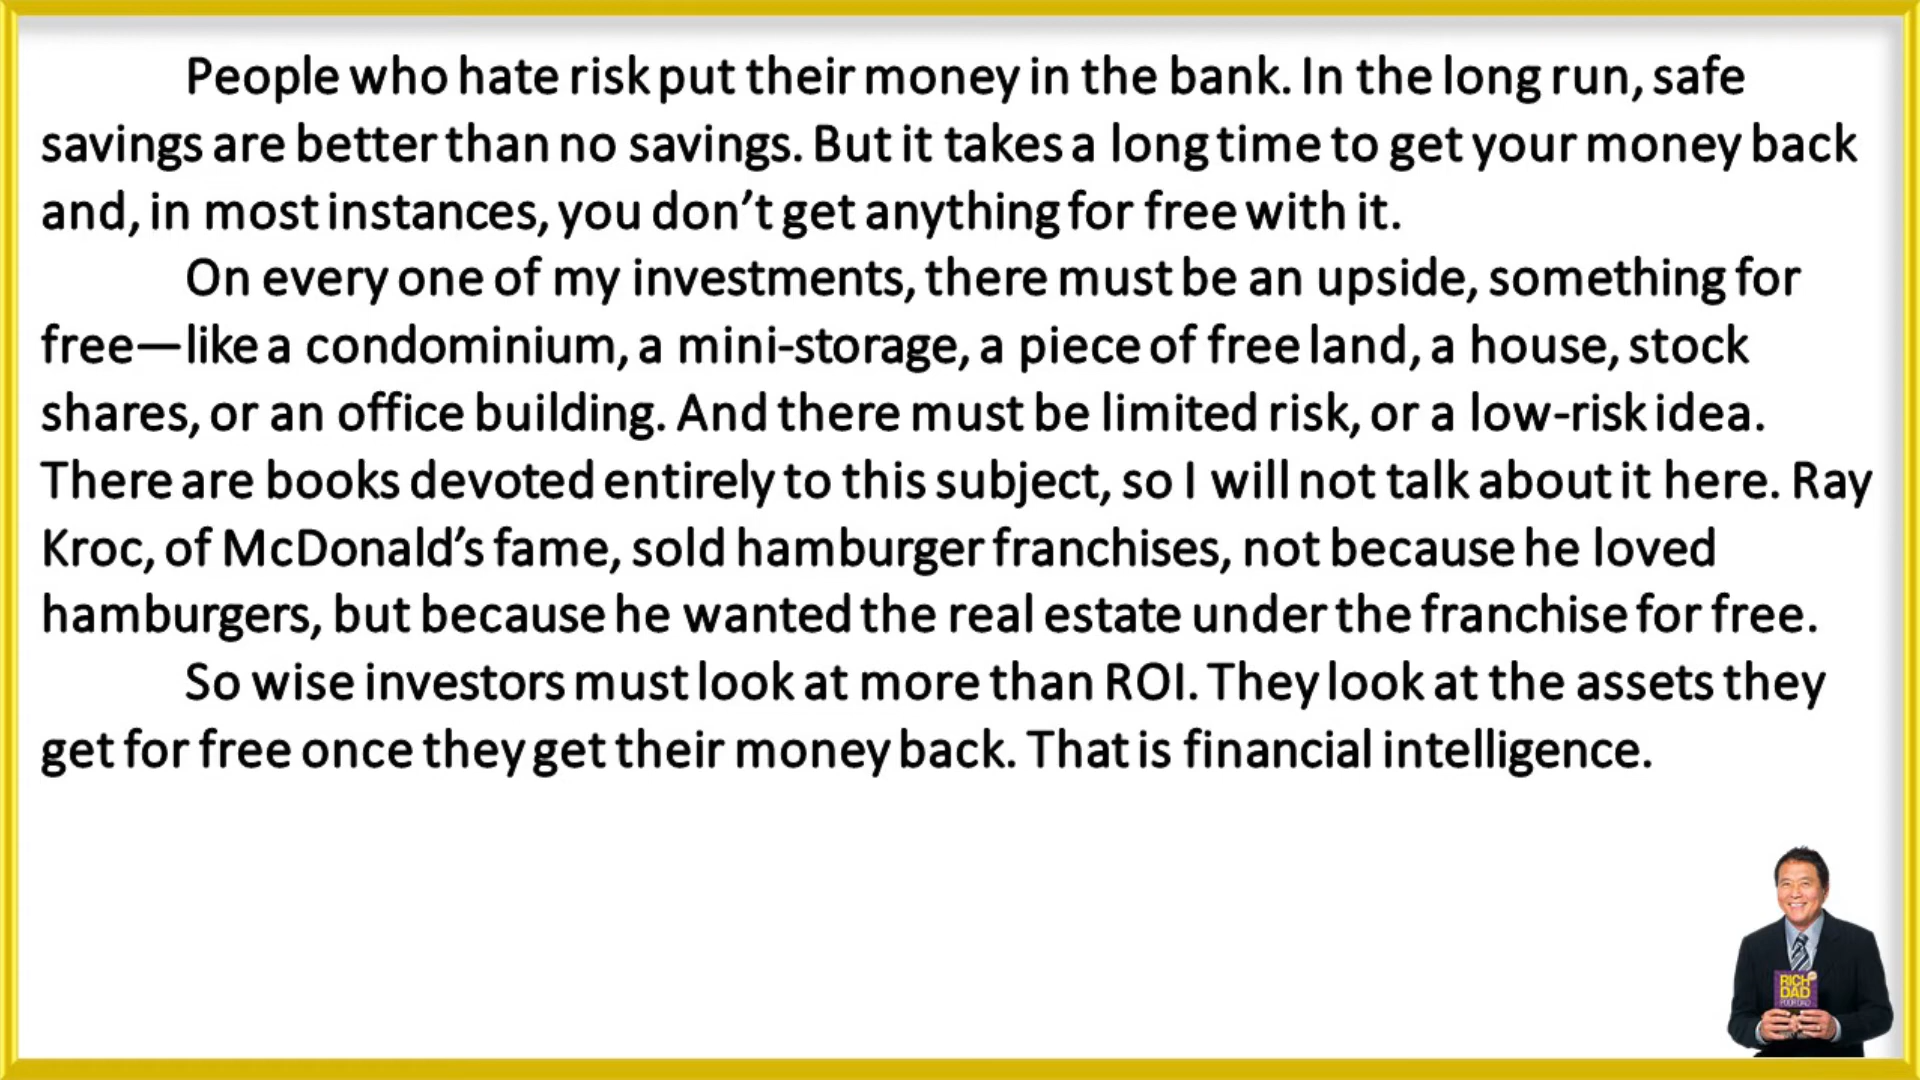 People who hate risk put their money in the bank. In the long run, safe
savings are better than no savings. But it takes a long time to get your money back
and, in most instances, you don’t get anything for free with it.
On every one of my investments, there must be an upside, something for
free—like a condominium, a mini-storage, a piece of free land, a house, stock
shares, or an office building. And there must be limited risk, or a low-risk idea.
There are books devoted entirely to this subject, so I will not talk about it here. Ray
Kroc, of McDonald’s fame, sold hamburger franchises, not because he loved
hamburgers, but because he wanted the real estate under the franchise for free.
So wise investors must look at more than ROI. They look at the assets they
get for free once they get their money back. That is financial intelligence.
RICH
DAD
POOR DAD